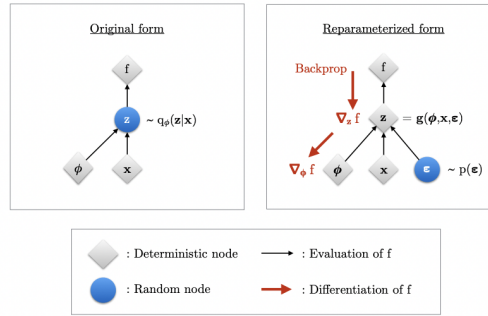 Original form
f
z ~ qϕ(z|x)
ϕ x
Reparameterized form
f
Backprop
∇z f z = g(ϕ,x,ε)
∇ϕ f ϕ x ε ~ p(ε)
: Deterministic node : Evaluation of f
: Random node : Differentiation of f